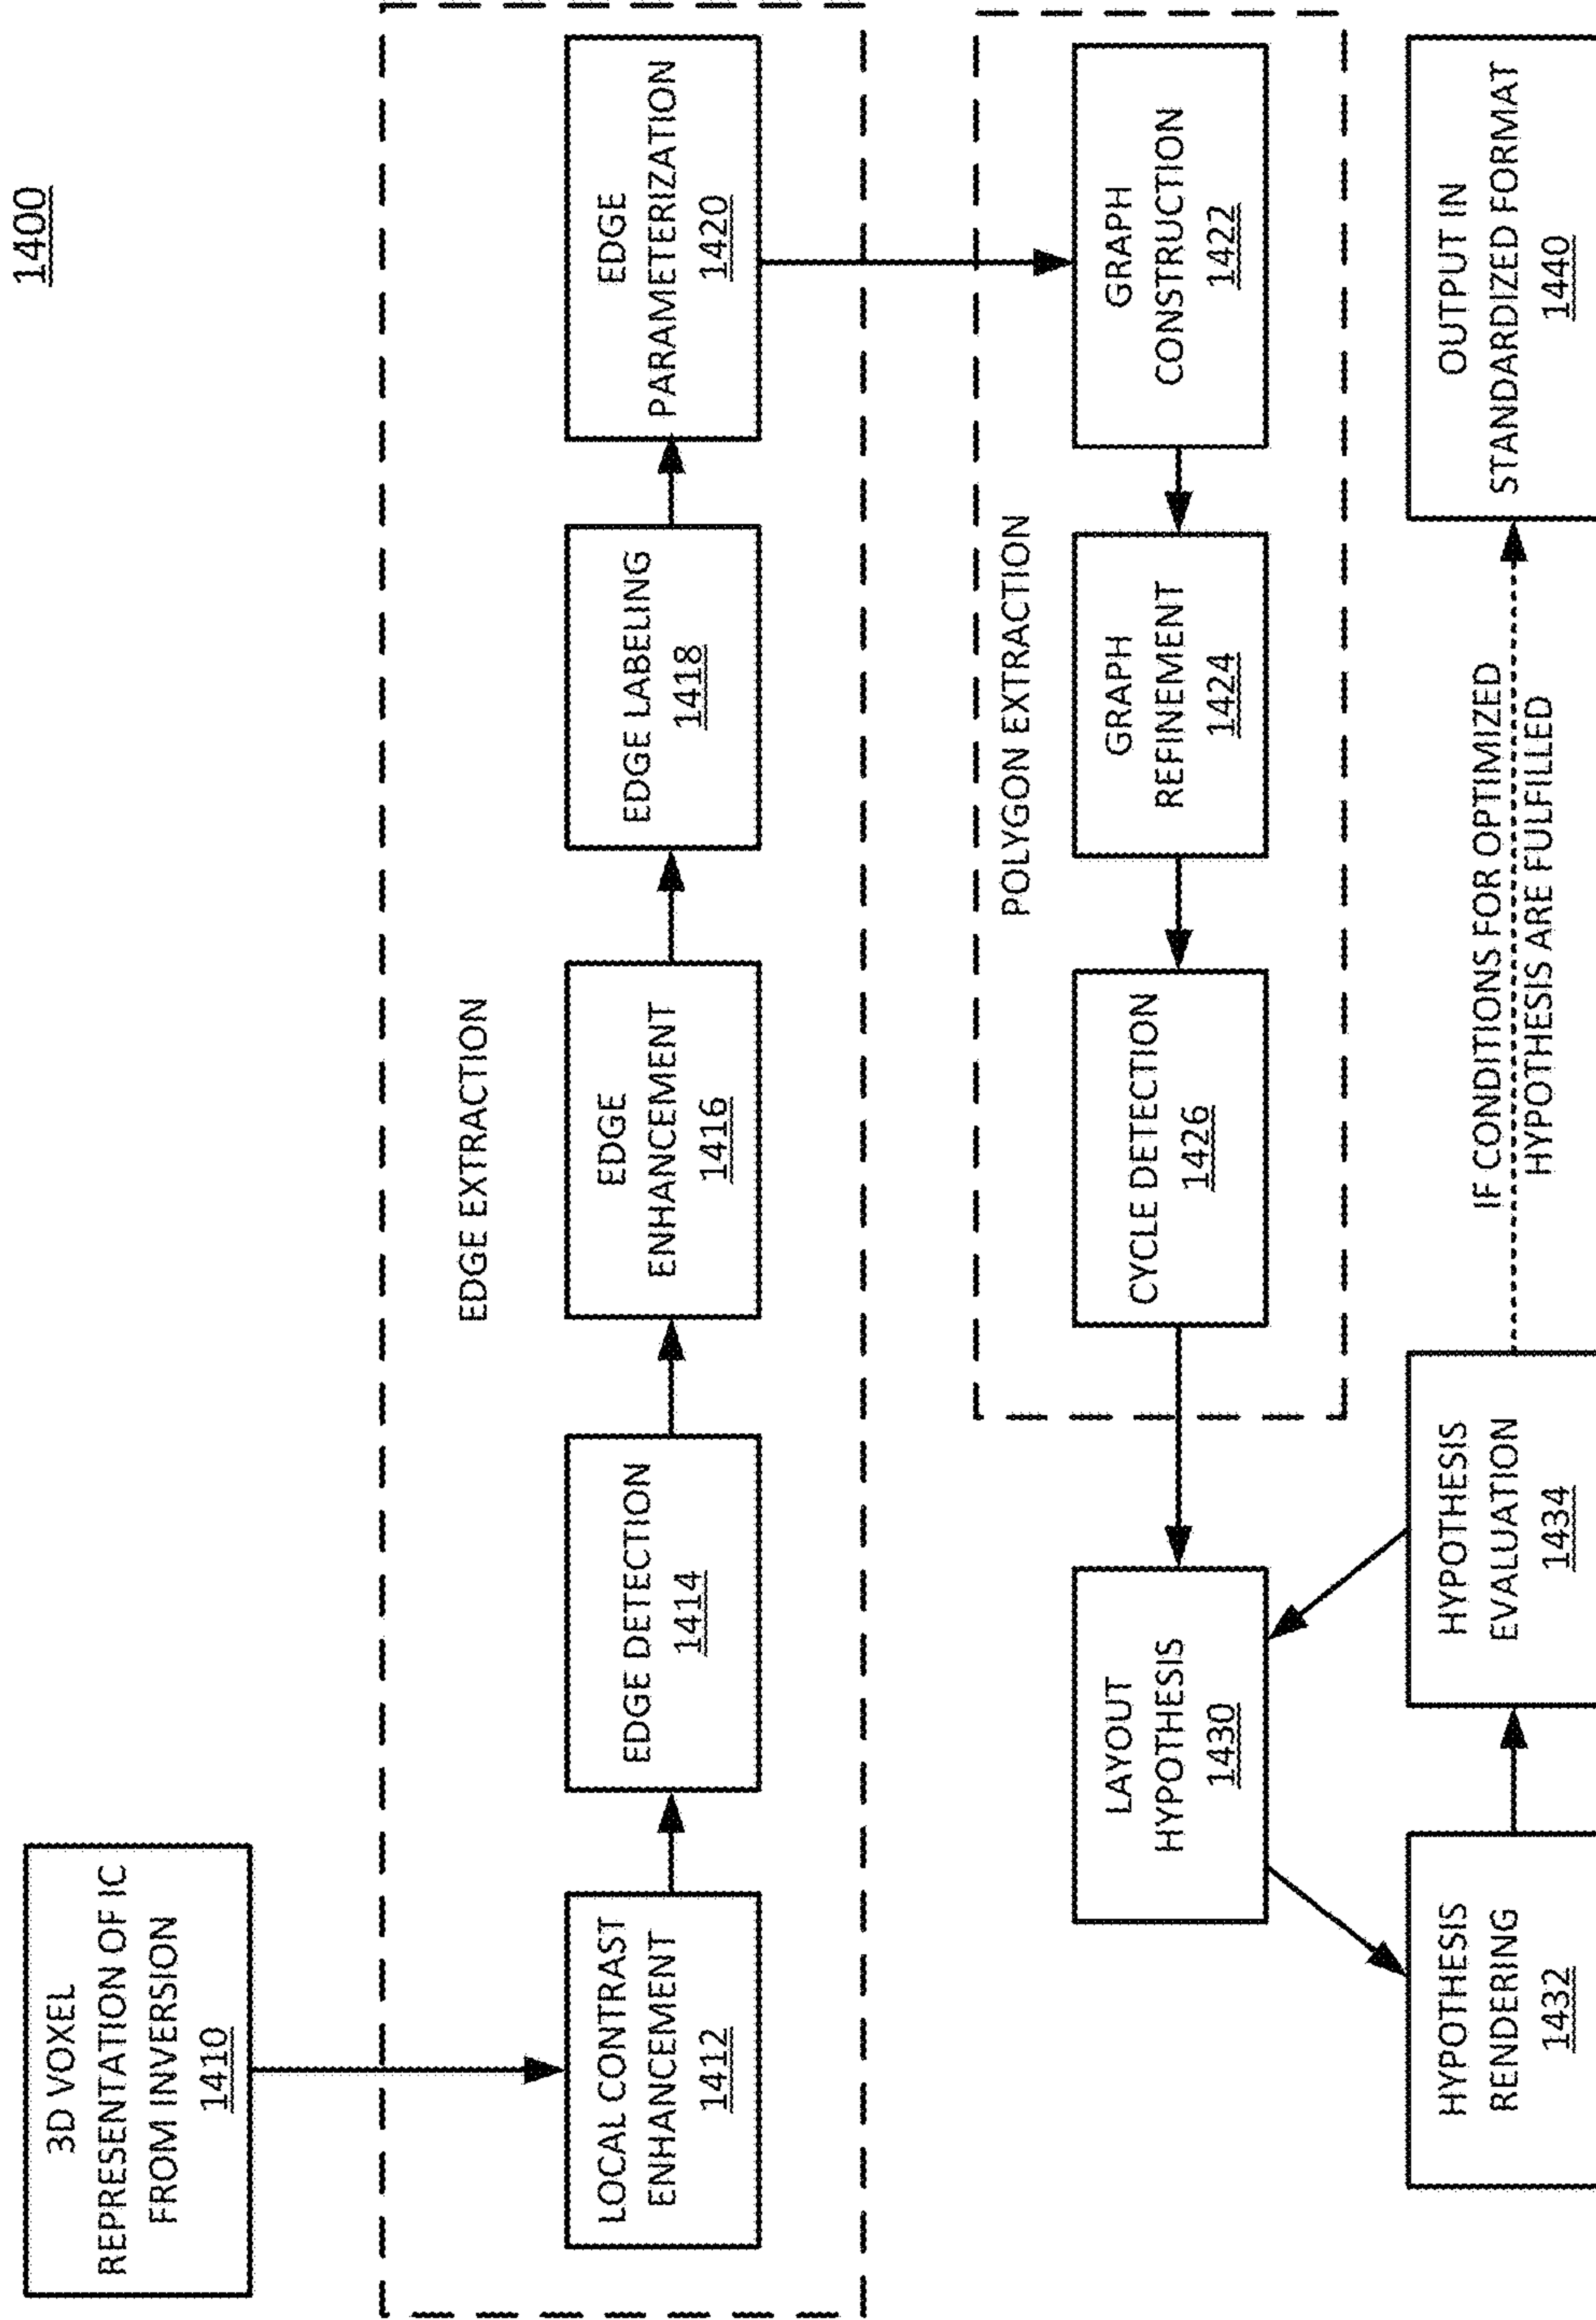 1400
3D VOXEL
REPRESENTATION OF IC
FROM INVERSION
1410
EDGE EXTRACTION
LOCAL CONTRAST
ENHANCEMENT
1412
EDGE DETECTION
1414
EDGE
ENHANCEMENT
1416
EDGE LABELING
1418
EDGE
PARAMETERIZATION
1420
POLYGON EXTRACTION
GRAPH
CONSTRUCTION
1422
GRAPH
REFINEMENT
1424
CYCLE DETECTION
1426
LAYOUT
HYPOTHESIS
1430
HYPOTHESIS
RENDERING
1432
HYPOTHESIS
EVALUATION
1434
IF CONDITIONS FOR OPTIMIZED
HYPOTHESIS ARE FULFILLED
OUTPUT IN
STANDARDIZED FORMAT
1440